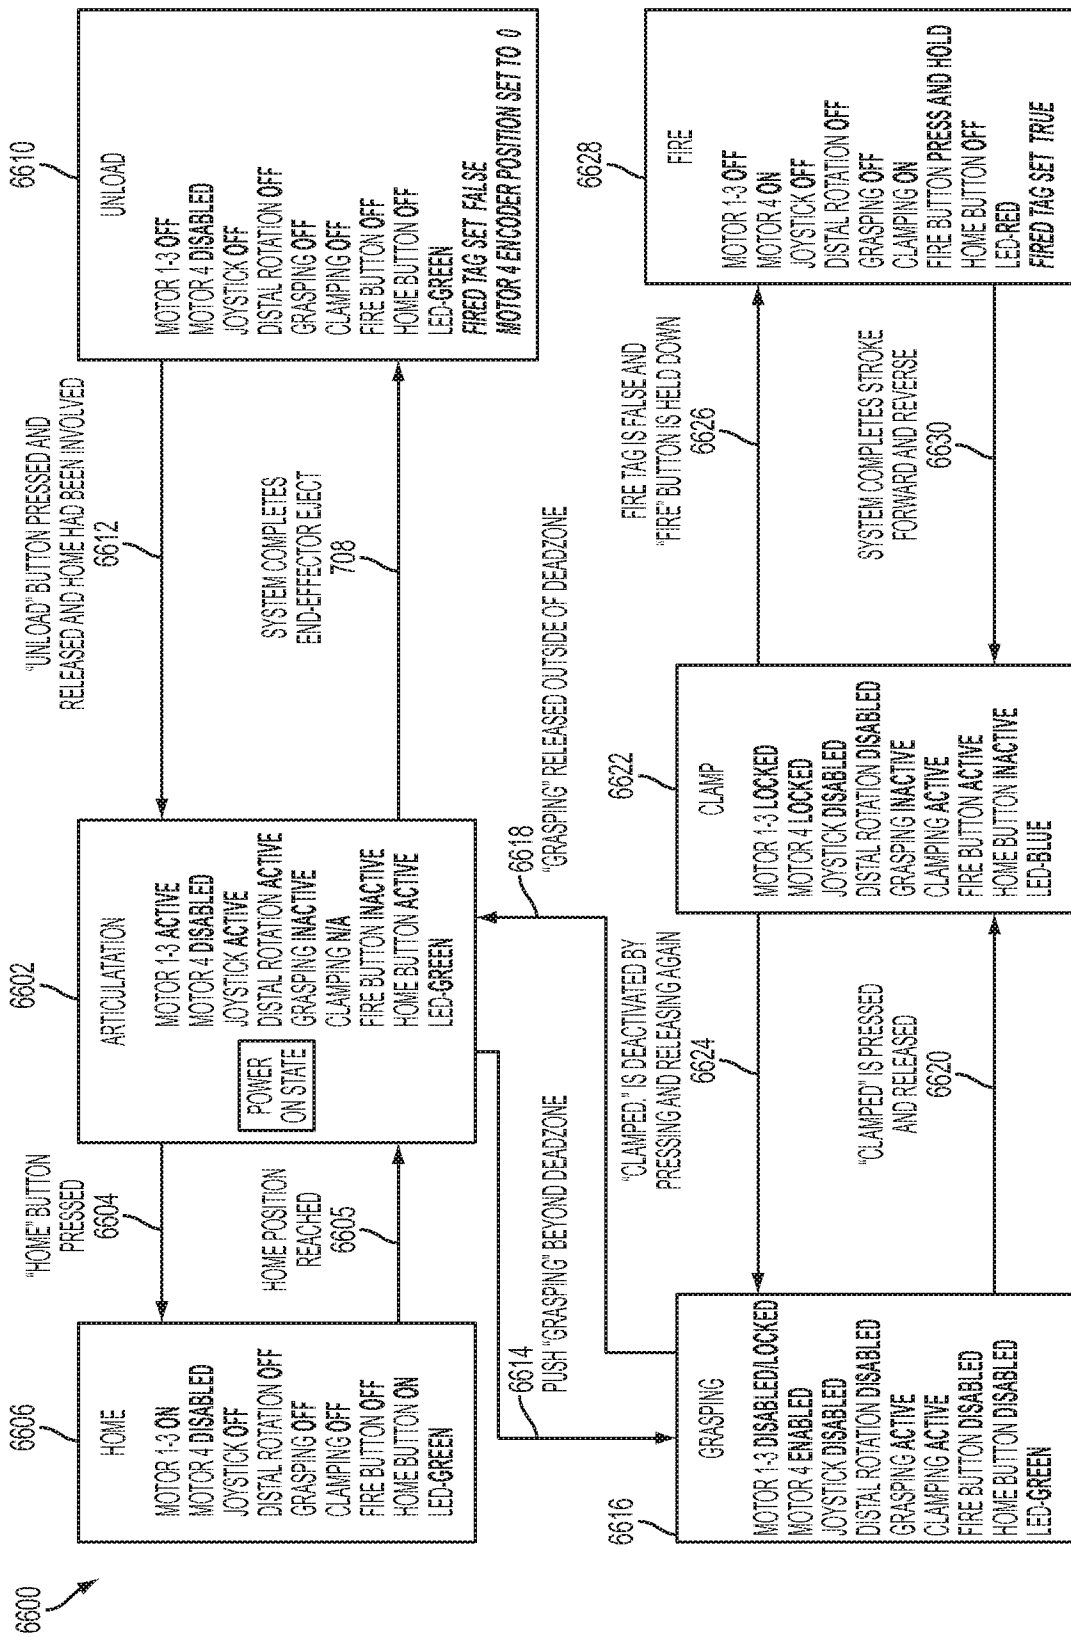 6600
6606
HOME
MOTOR 1-3 ON
MOTOR 4 DISABLED
JOYSTICK OFF
DISTAL ROTATION OFF
GRASPING OFF
CLAMPING OFF
FIRE BUTTON OFF
HOME BUTTON ON
LED-GREEN
"HOME" BUTTON
PRESSED
6604
HOME POSITION
REACHED
6605
6602
ARTICULATATION
POWER
ON STATE
MOTOR 1-3 ACTIVE
MOTOR 4 DISABLED
JOYSTICK ACTIVE
DISTAL ROTATION ACTIVE
GRASPING INACTIVE
CLAMPING N/A
FIRE BUTTON INACTIVE
HOME BUTTON ACTIVE
LED-GREEN
"UNLOAD" BUTTON PRESSED AND
RELEASED AND HOME HAD BEEN INVOLVED
6612
SYSTEM COMPLETES
END-EFFECTOR EJECT
708
6610
UNLOAD
MOTOR 1-3 OFF
MOTOR 4 DISABLED
JOYSTICK OFF
DISTAL ROTATION OFF
GRASPING OFF
CLAMPING OFF
FIRE BUTTON OFF
HOME BUTTON OFF
LED-GREEN
FIRED TAG SET FALSE
MOTOR 4 ENCODER POSITION SET TO 0
6614
PUSH "GRASPING" BEYOND DEADZONE
6618
"GRASPING" RELEASED OUTSIDE OF DEADZONE
6616
GRASPING
MOTOR 1-3 DISABLED/LOCKED
MOTOR 4 ENABLED
JOYSTICK DISABLED
DISTAL ROTATION DISABLED
GRASPING ACTIVE
CLAMPING ACTIVE
FIRE BUTTON DISABLED
HOME BUTTON DISABLED
LED-GREEN
"CLAMPED," IS DEACTIVATED BY
PRESSING AND RELEASING AGAIN
6624
"CLAMPED" IS PRESSED
AND RELEASED
6620
6622
CLAMP
MOTOR 1-3 LOCKED
MOTOR 4 LOCKED
JOYSTICK DISABLED
DISTAL ROTATION DISABLED
GRASPING INACTIVE
CLAMPING ACTIVE
FIRE BUTTON ACTIVE
HOME BUTTON INACTIVE
LED-BLUE
FIRE TAG IS FALSE AND
"FIRE" BUTTON IS HELD DOWN
6626
SYSTEM COMPLETES STROKE
FORWARD AND REVERSE
6630
6628
FIRE
MOTOR 1-3 OFF
MOTOR 4 ON
JOYSTICK OFF
DISTAL ROTATION OFF
GRASPING OFF
CLAMPING ON
FIRE BUTTON PRESS AND HOLD
HOME BUTTON OFF
LED-RED
FIRED TAG SET TRUE